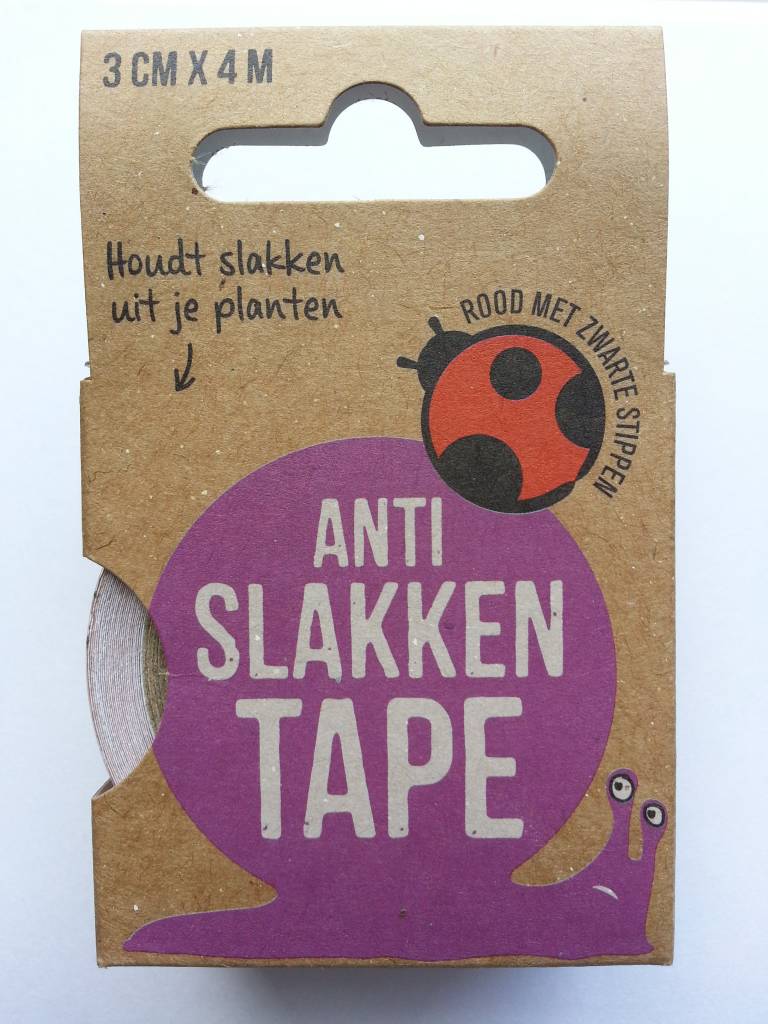 3 CM X 4 M
Houdt slakken
uit je planten
ROOD MET ZWARTE STIPPEN
ANTI
SLAKKEN
TAPE